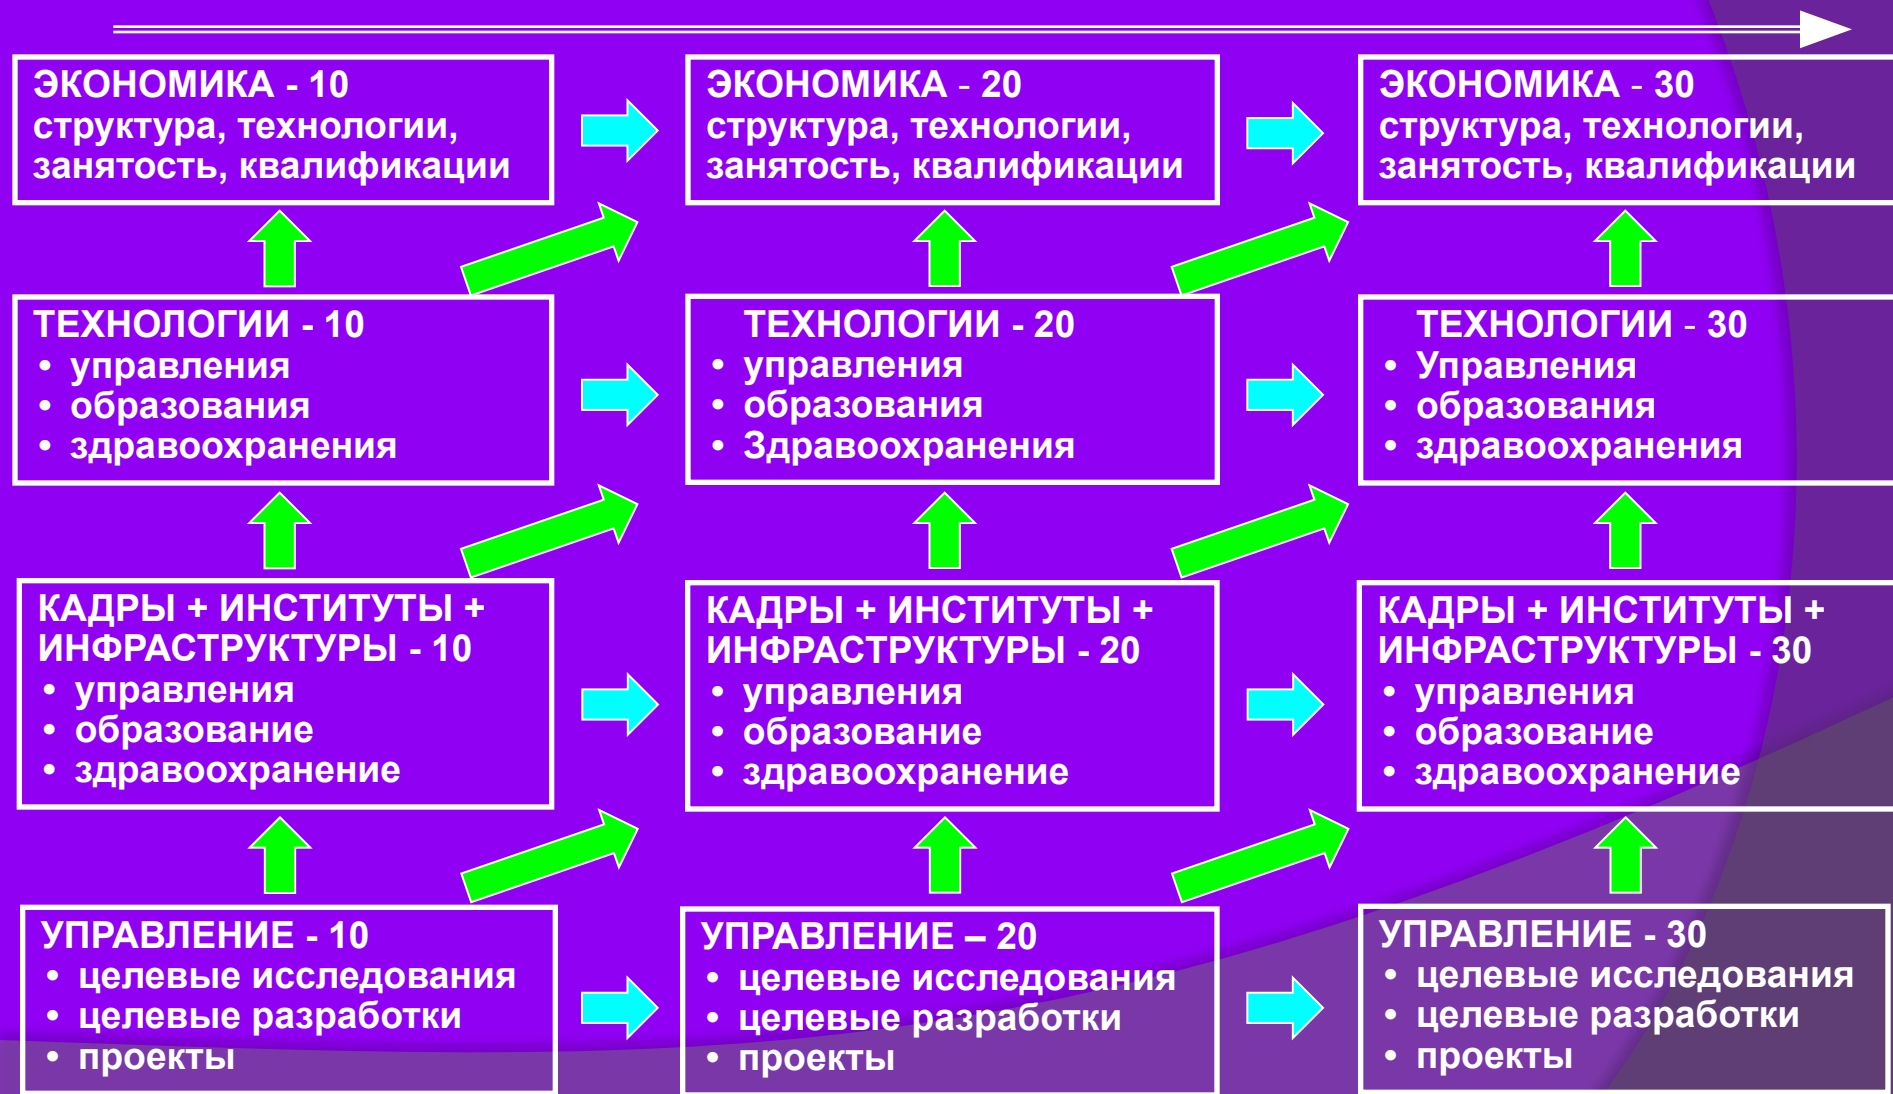 ЭКОНОМИКА - 10
структура, технологии,
занятость, квалификации
ЭКОНОМИКА - 20
структура, технологии,
занятость, квалификации
ЭКОНОМИКА - 30
структура, технологии,
занятость, квалификации
ТЕХНОЛОГИИ - 10
• управления
• образования
• здравоохранения
ТЕХНОЛОГИИ - 20
• управления
• образования
• Здравоохранения
ТЕХНОЛОГИИ - 30
• Управления
• образования
• здравоохранения
КАДРЫ + ИНСТИТУТЫ +
ИНФРАСТРУКТУРЫ - 10
• управления
• образование
• здравоохранение
КАДРЫ + ИНСТИТУТЫ +
ИНФРАСТРУКТУРЫ - 20
• управления
• образование
• здравоохранение
КАДРЫ + ИНСТИТУТЫ +
ИНФРАСТРУКТУРЫ - 30
• управления
• образование
• здравоохранение
УПРАВЛЕНИЕ - 10
• целевые исследования
• целевые разработки
• проекты
УПРАВЛЕНИЕ – 20
• целевые исследования
• целевые разработки
• проекты
УПРАВЛЕНИЕ - 30
• целевые исследования
• целевые разработки
• проекты